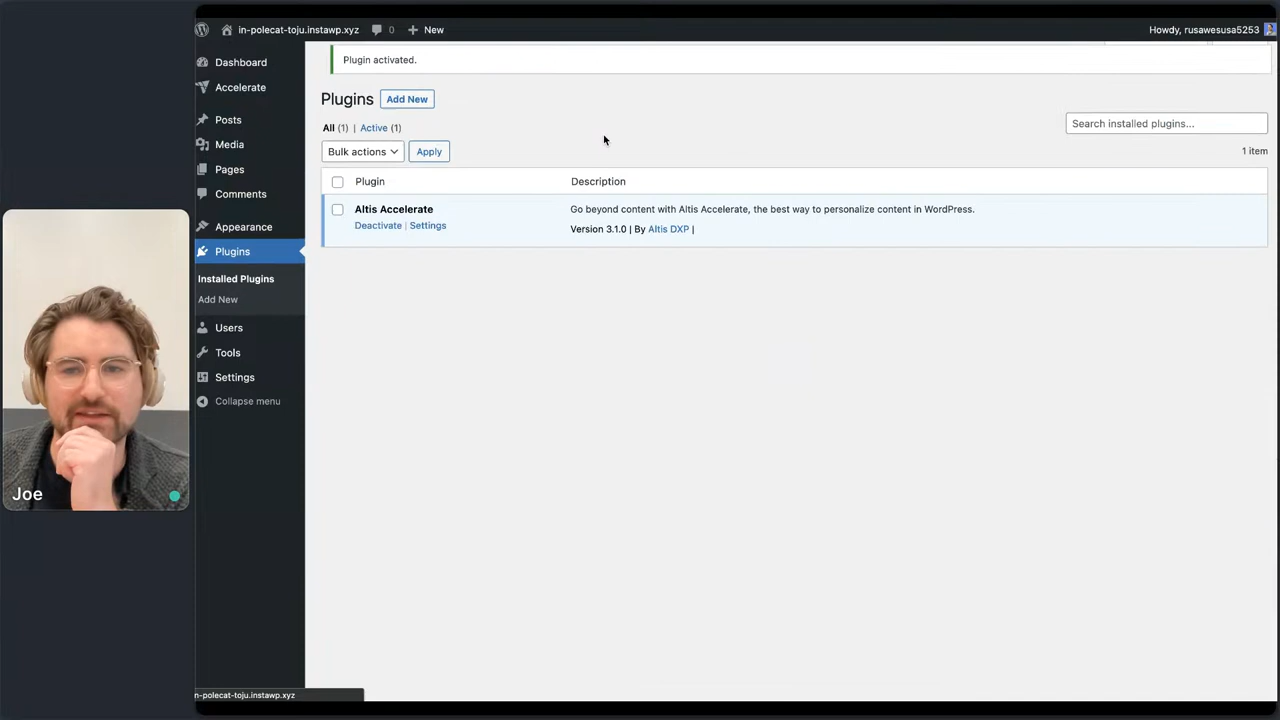 in-polecat-toju.instawp.xyz 0 New Howdy, rusawesusa5253
Dashboard
Accelerate
Posts
Media
Pages
Comments
Appearance
Plugins
Installed Plugins
Add New
Users
Tools
Settings
Collapse menu
Plugin activated.
Plugins Add New
All (1) | Active (1)
Search installed plugins...
Bulk actions Apply
1 item
Plugin Description
Altis Accelerate Go beyond content with Altis Accelerate, the best way to personalize content in WordPress.
Deactivate | Settings Version 3.1.0 | By Altis DXP |
Joe
n-polecat-toju.instawp.xyz